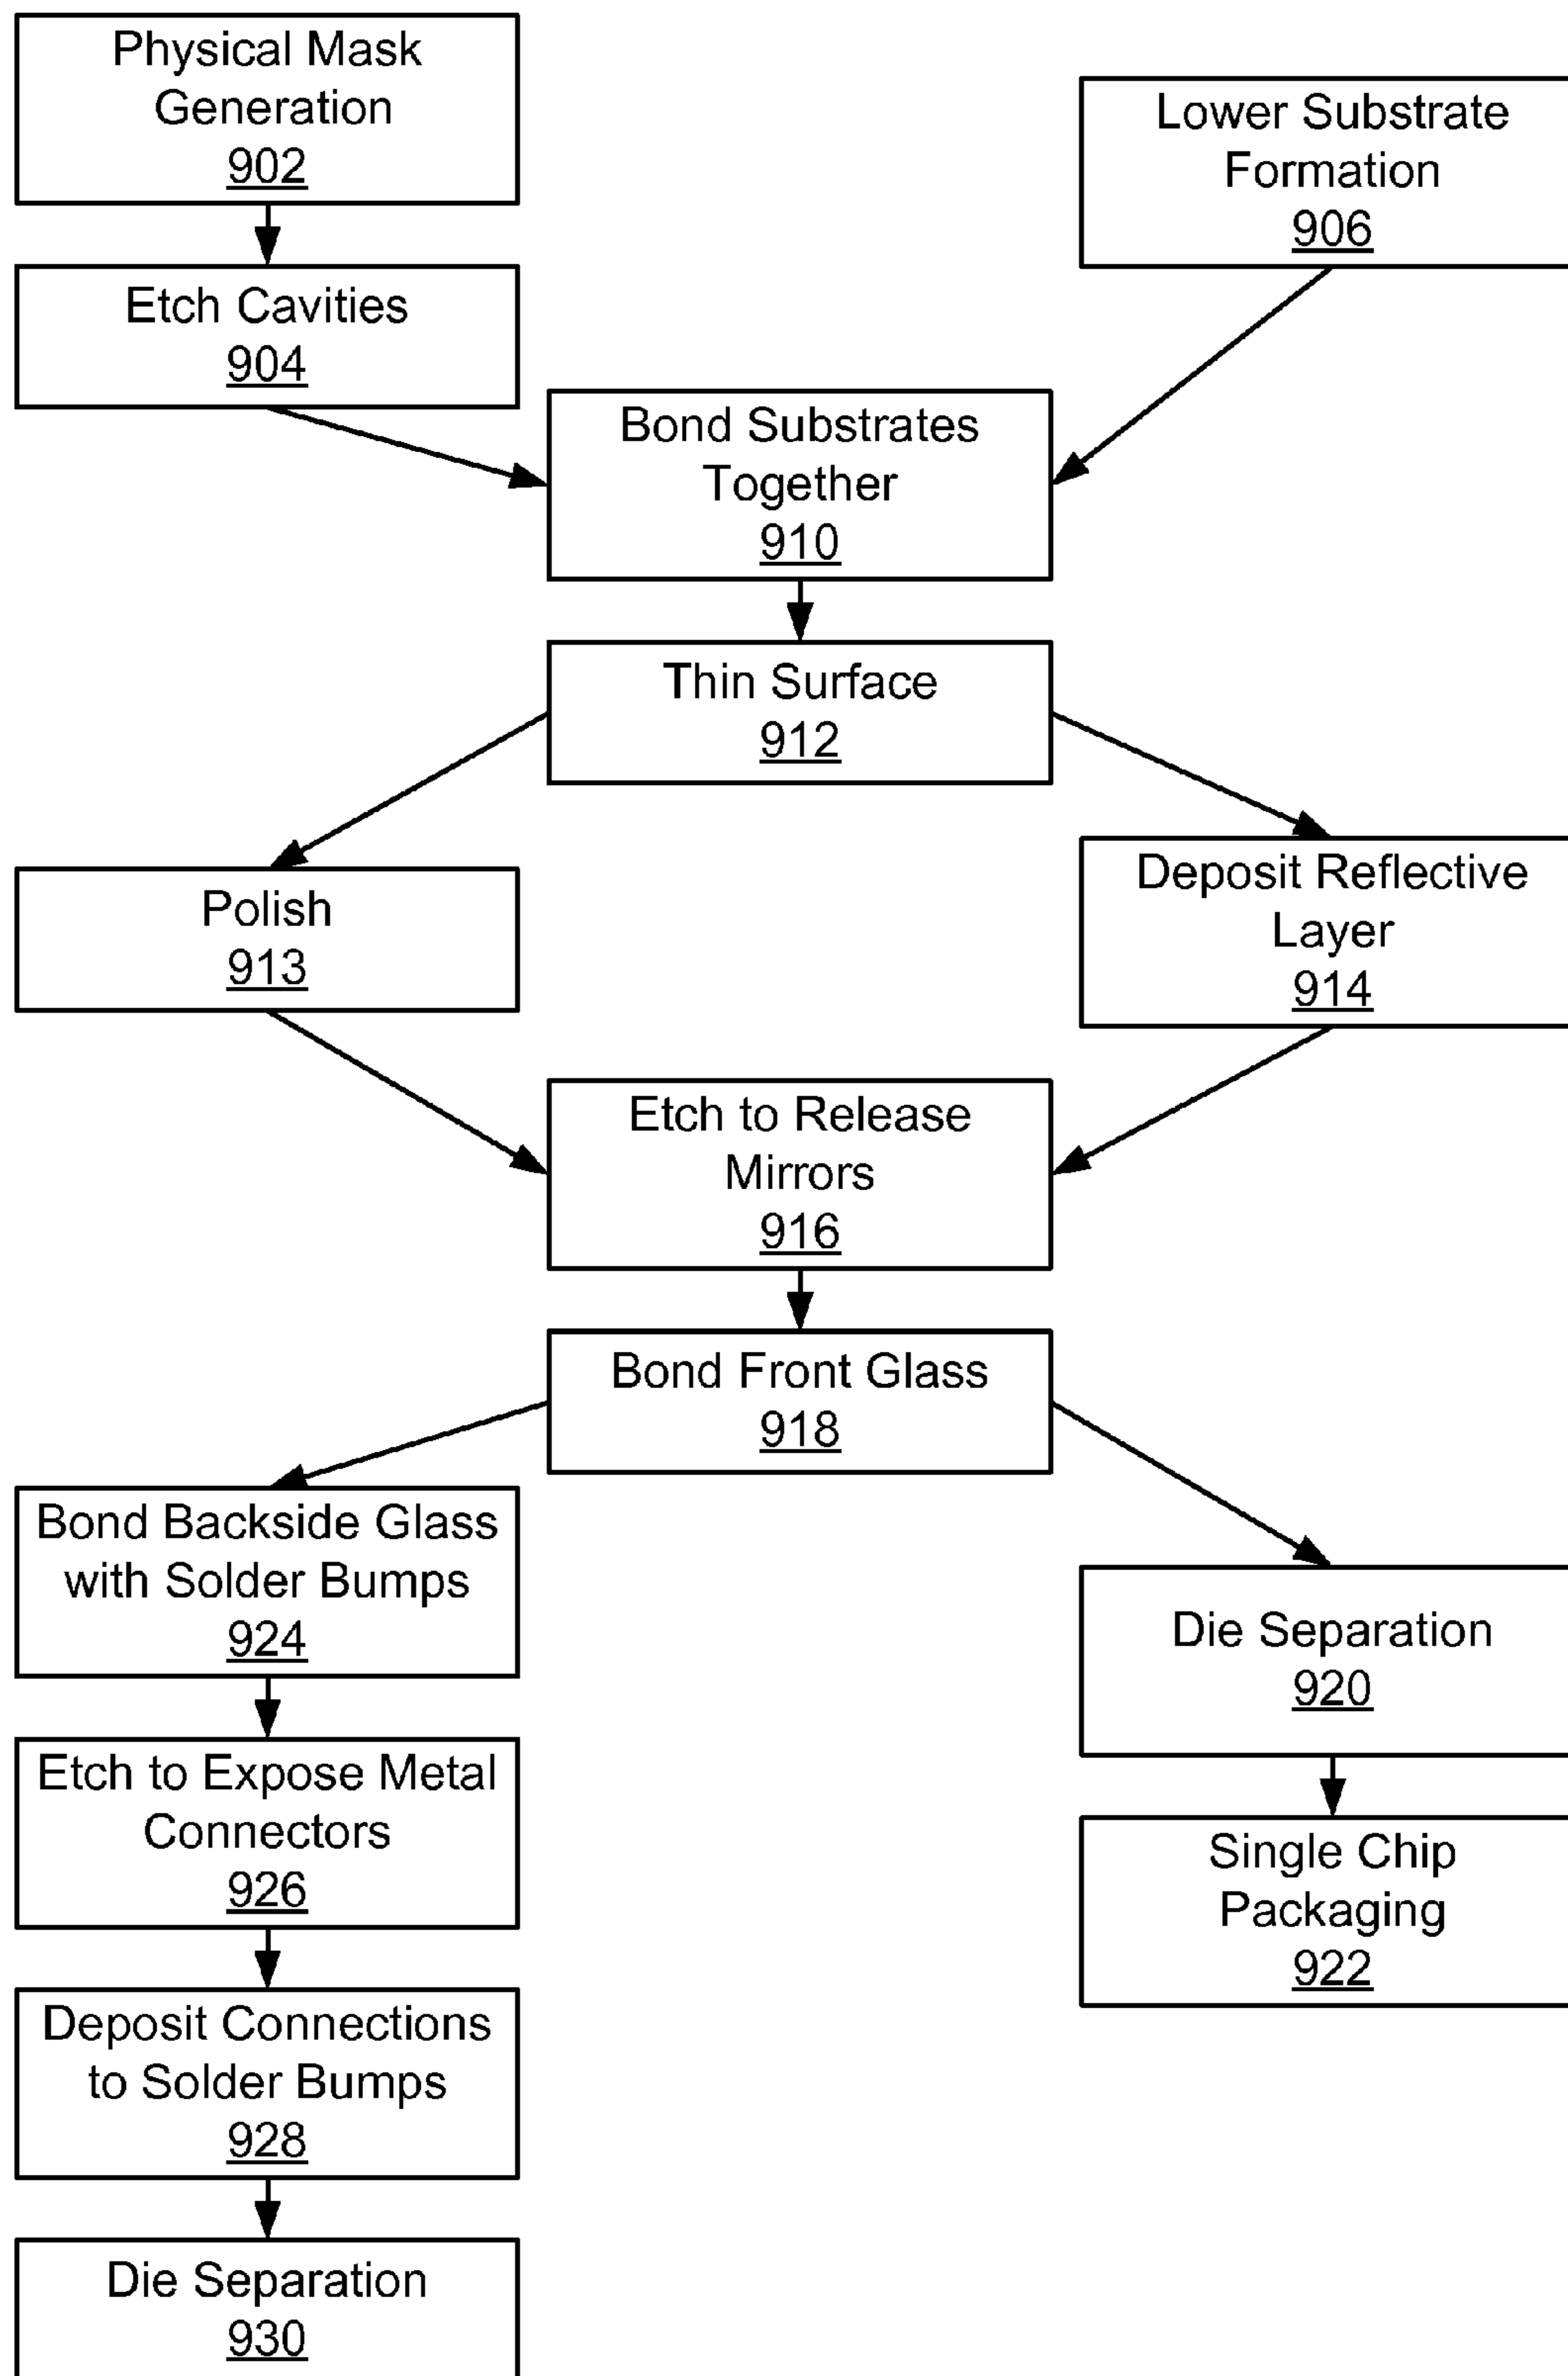 Physical Mask
Generation
902
Lower Substrate
Formation
906
Etch Cavities
904
Bond Substrates
Together
910
Thin Surface
912
Polish
913
Deposit Reflective
Layer
914
Etch to Release
Mirrors
916
Bond Front Glass
918
Bond Backside Glass
with Solder Bumps
924
Die Separation
920
Etch to Expose Metal
Connectors
926
Single Chip
Packaging
922
Deposit Connections
to Solder Bumps
928
Die Separation
930